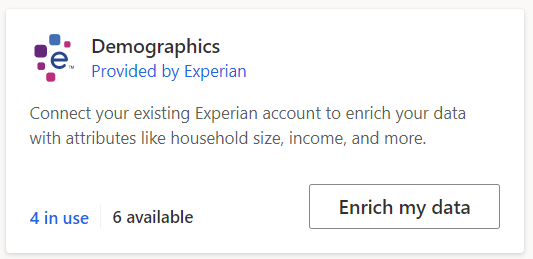 Demographics
Provided by Experian
Connect your existing Experian account to enrich your data
with attributes like household size, income, and more.
4 in use
6 available
Enrich my data